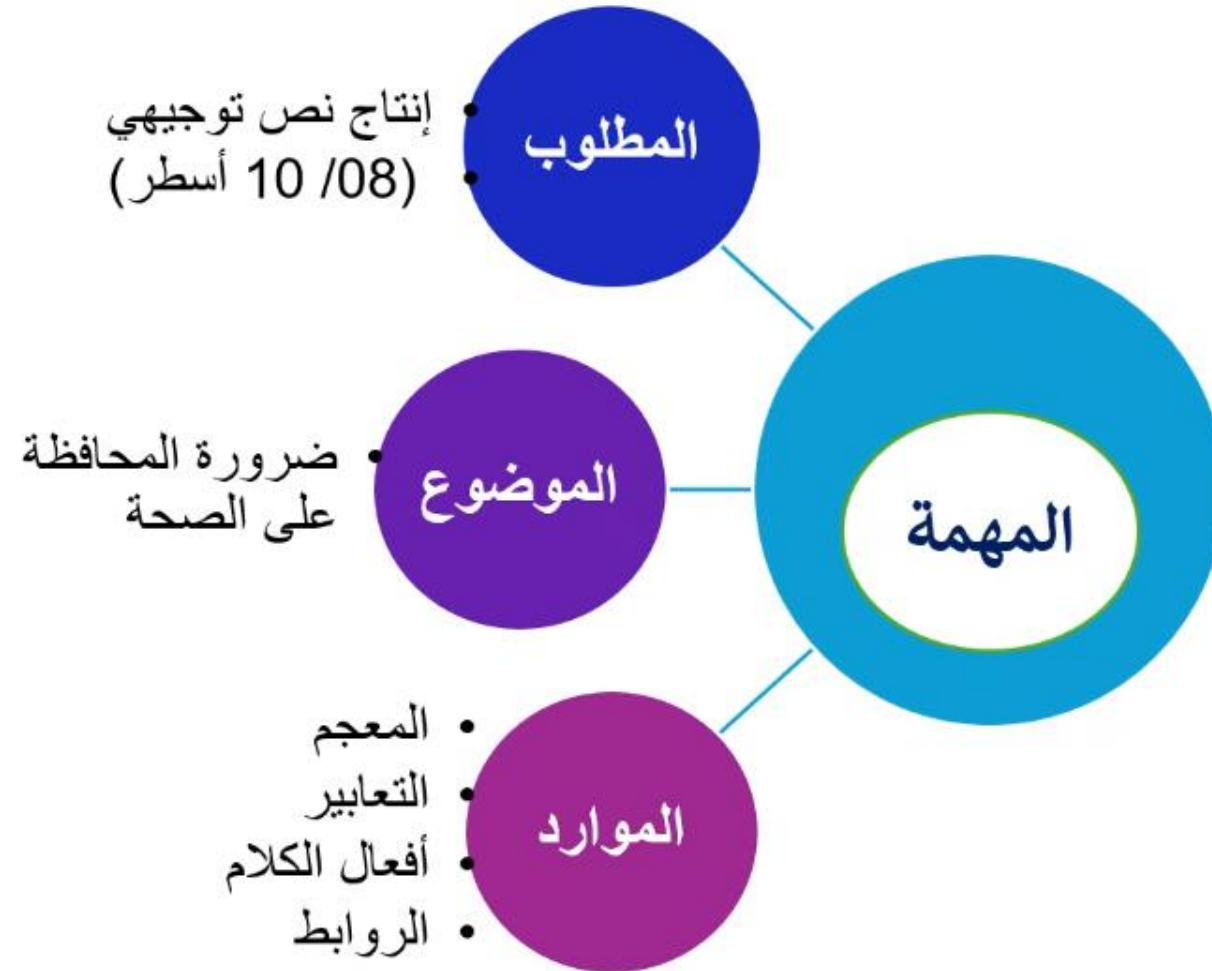 المهمة
المطلوب
• إنتاج نص توجيهي
• (08/ 10 أسطر)
الموضوع
• ضرورة المحافظة
على الصحة
الموارد
• المعجم
• التعابير
• أفعال الكلام
• الروابط